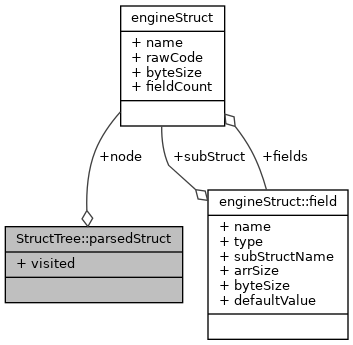 engineStruct
+ name
+ rawCode
+ byteSize
+ fieldCount
+node
+subStruct
+fields
engineStruct::field
+ name
+ type
+ subStructName
+ arrSize
+ byteSize
+ defaultValue
StructTree::parsedStruct
+ visited